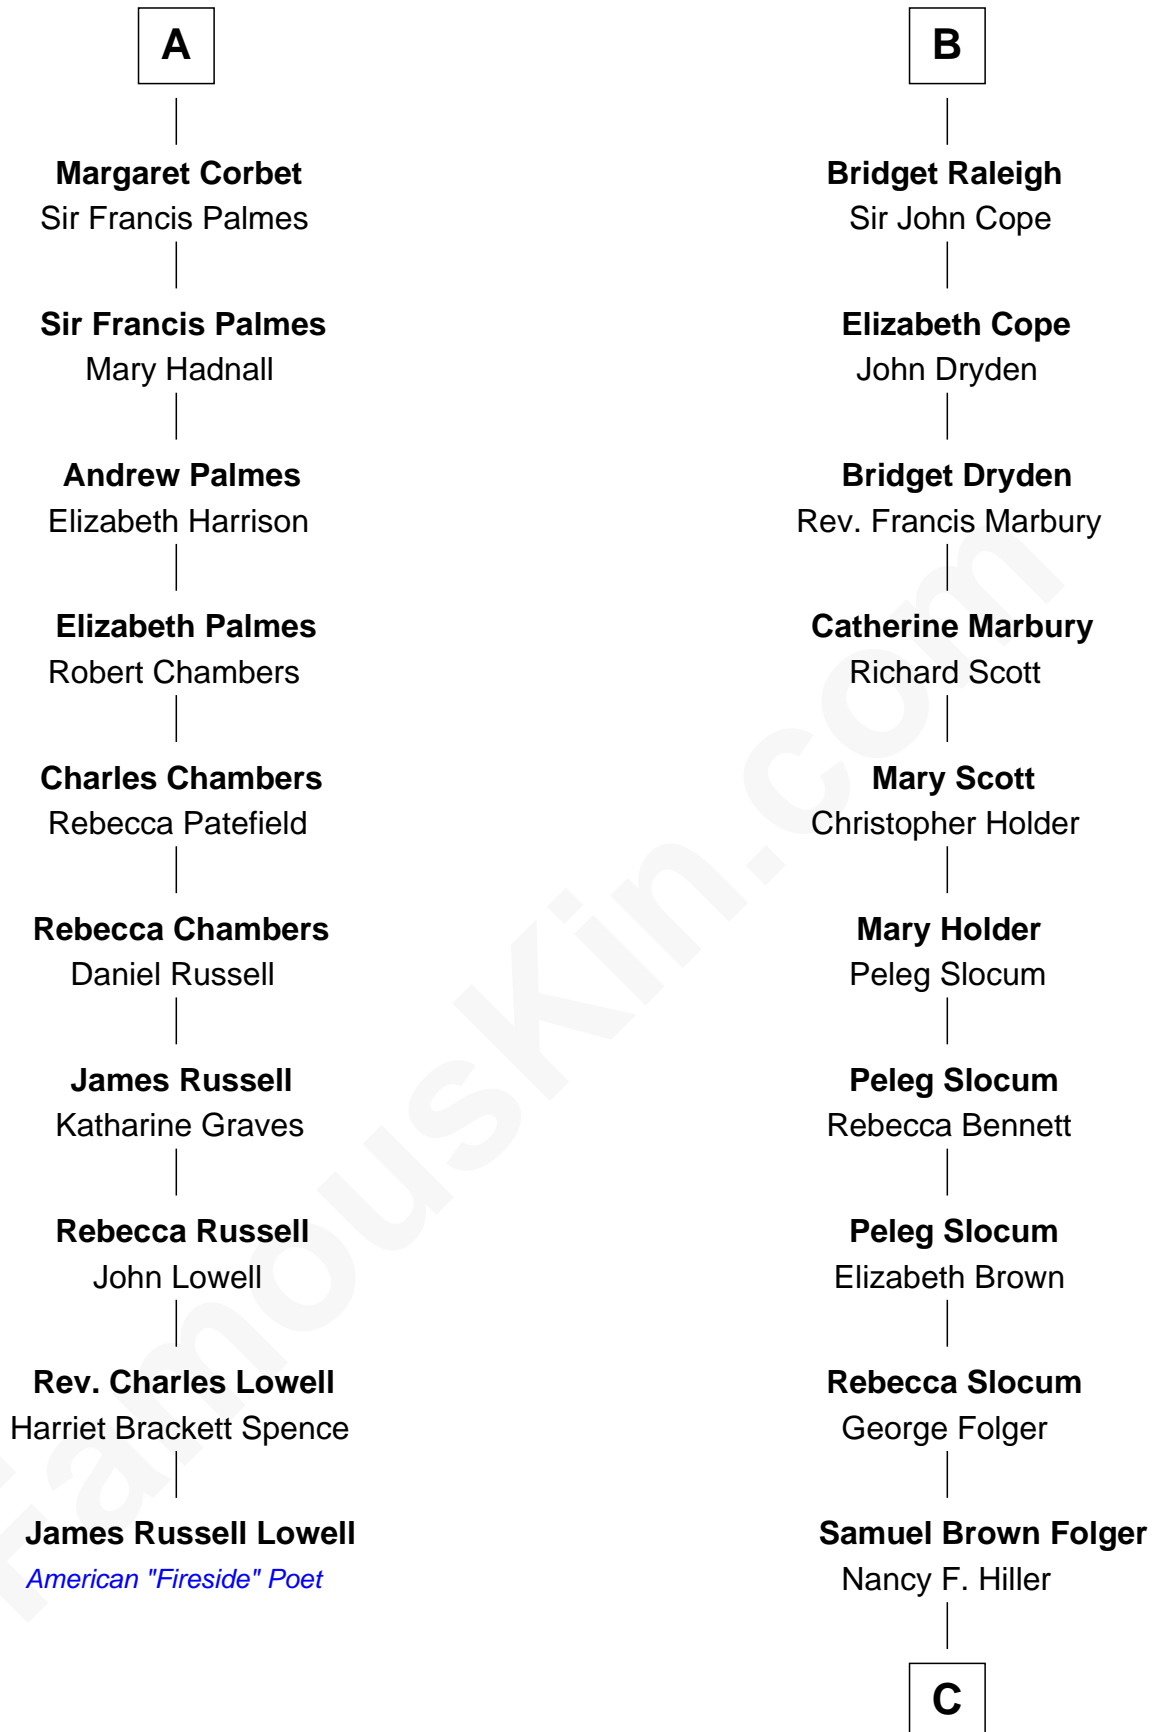 A
Margaret Corbet
Sir Francis Palmes
Sir Francis Palmes
Mary Hadnall
Andrew Palmes
Elizabeth Harrison
Elizabeth Palmes
Robert Chambers
Charles Chambers
Rebecca Patefield
Rebecca Chambers
Daniel Russell
James Russell
Katharine Graves
Rebecca Russell
John Lowell
Rev. Charles Lowell
Harriet Brackett Spence
James Russell Lowell
American "Fireside" Poet
B
Bridget Raleigh
Sir John Cope
Elizabeth Cope
John Dryden
Bridget Dryden
Rev. Francis Marbury
Catherine Marbury
Richard Scott
Mary Scott
Christopher Holder
Mary Holder
Peleg Slocum
Peleg Slocum
Rebecca Bennett
Peleg Slocum
Elizabeth Brown
Rebecca Slocum
George Folger
Samuel Brown Folger
Nancy F. Hiller
C
FamousKin.com